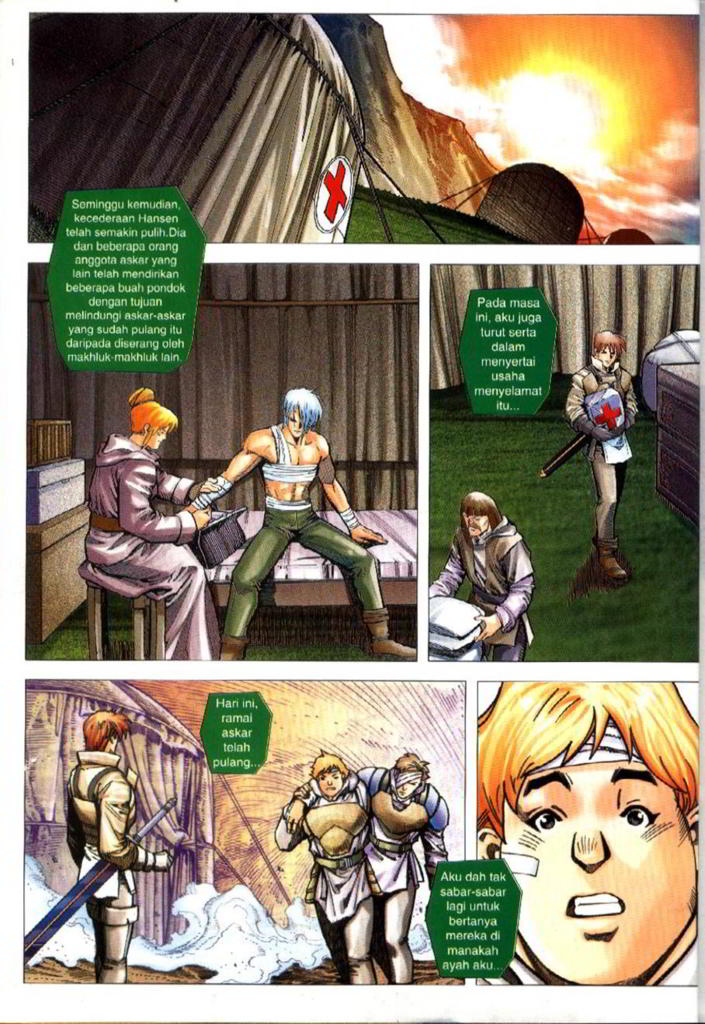 Seminggu kemudian,
kecederaan Hansen
telah semakin pulih.Dia
dan beberapa orang
anggota askar yang
lain telah mendirikan
beberapa buah pondok
dengan tujuan
melindungi askar-askar
yang sudah pulang itu
daripada diserang oleh
makhluk-makhluk lain.
Pada masa
ini, aku juga
turut serta
dalam
menyertai
usaha
menyelamat
itu...
Hari ini,
ramai
askar
telah
pulang...
Aku dah tak
sabar-sabar
lagi untuk
bertanya
mereka di
manakah
ayah aku...